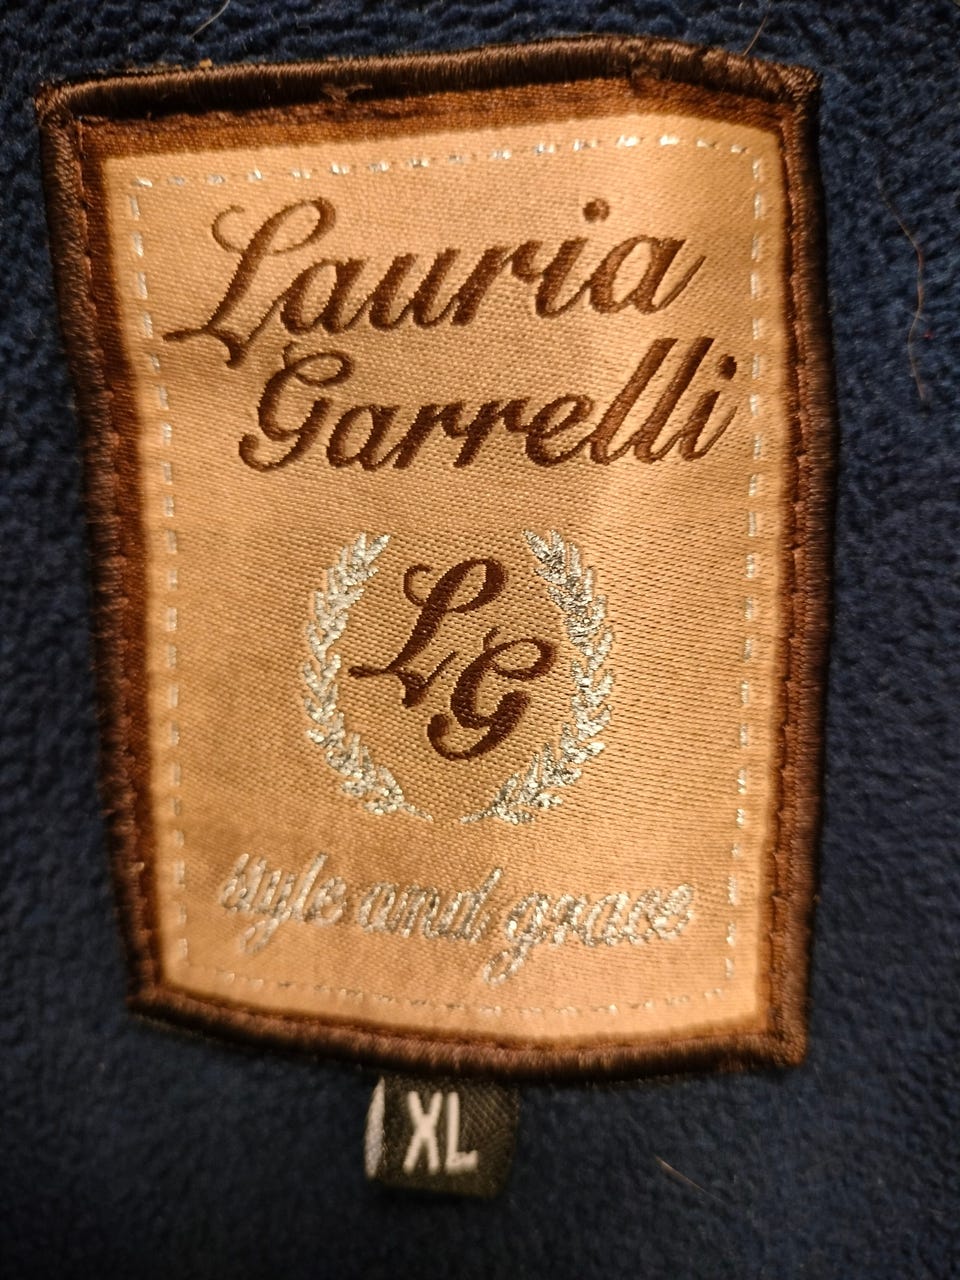 Lauria
Garrelli
LG
style and grace
XL